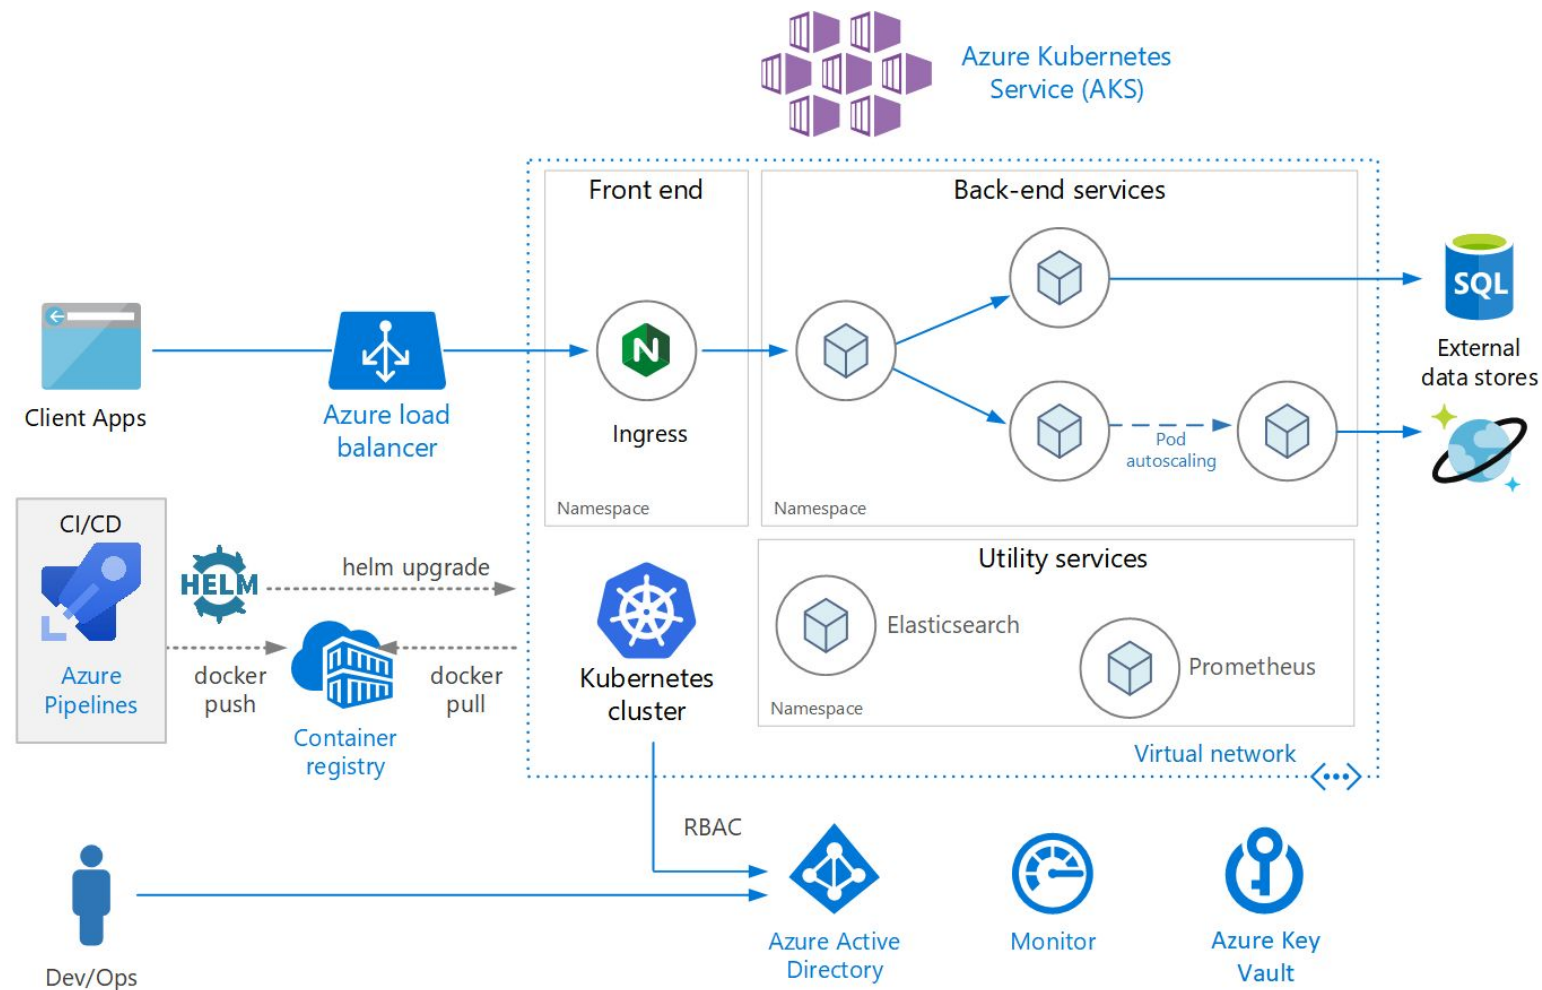 Azure Kubernetes
Service (AKS)
Front end
Back-end services
SQL
External
data stores
Client Apps
Azure load
balancer
N
Ingress
Pod
autoscaling
Namespace
Namespace
CI/CD
HELM
helm upgrade
Azure
Pipelines
docker
push
docker
pull
Container
registry
Kubernetes
cluster
Utility services
Elasticsearch
Prometheus
Namespace
Virtual network
RBAC
Dev/Ops
Azure Active
Directory
Monitor
Azure Key
Vault